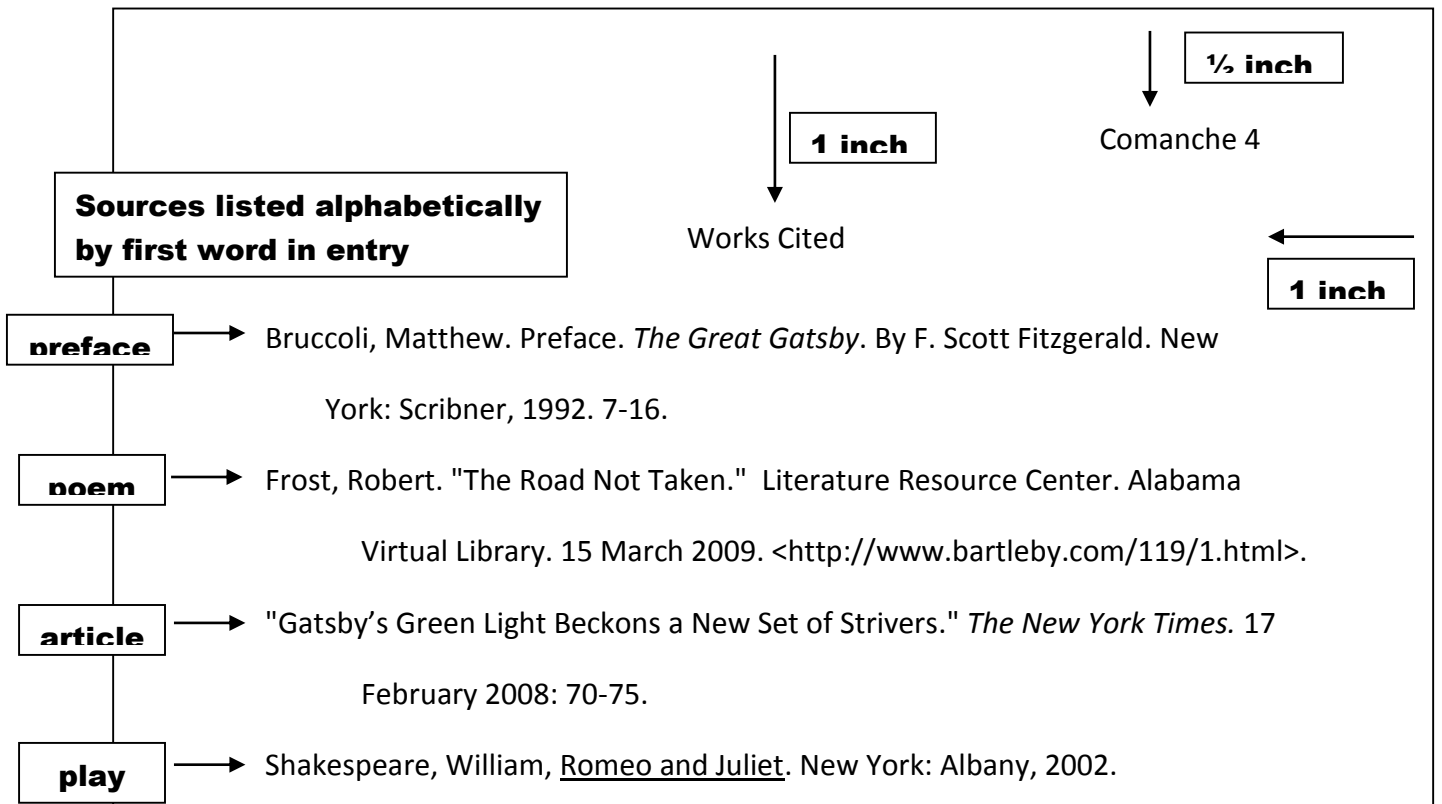 ½ inch
1 inch
Comanche 4
Sources listed alphabetically
by first word in entry
Works Cited
1 inch
preface
Bruccoli, Matthew. Preface. The Great Gatsby. By F. Scott Fitzgerald. New
York: Scribner, 1992. 7-16.
poem
Frost, Robert. "The Road Not Taken."  Literature Resource Center. Alabama
Virtual Library. 15 March 2009. <http://www.bartleby.com/119/1.html>.
article
"Gatsby’s Green Light Beckons a New Set of Strivers." The New York Times. 17
February 2008: 70-75.
play
Shakespeare, William, Romeo and Juliet. New York: Albany, 2002.